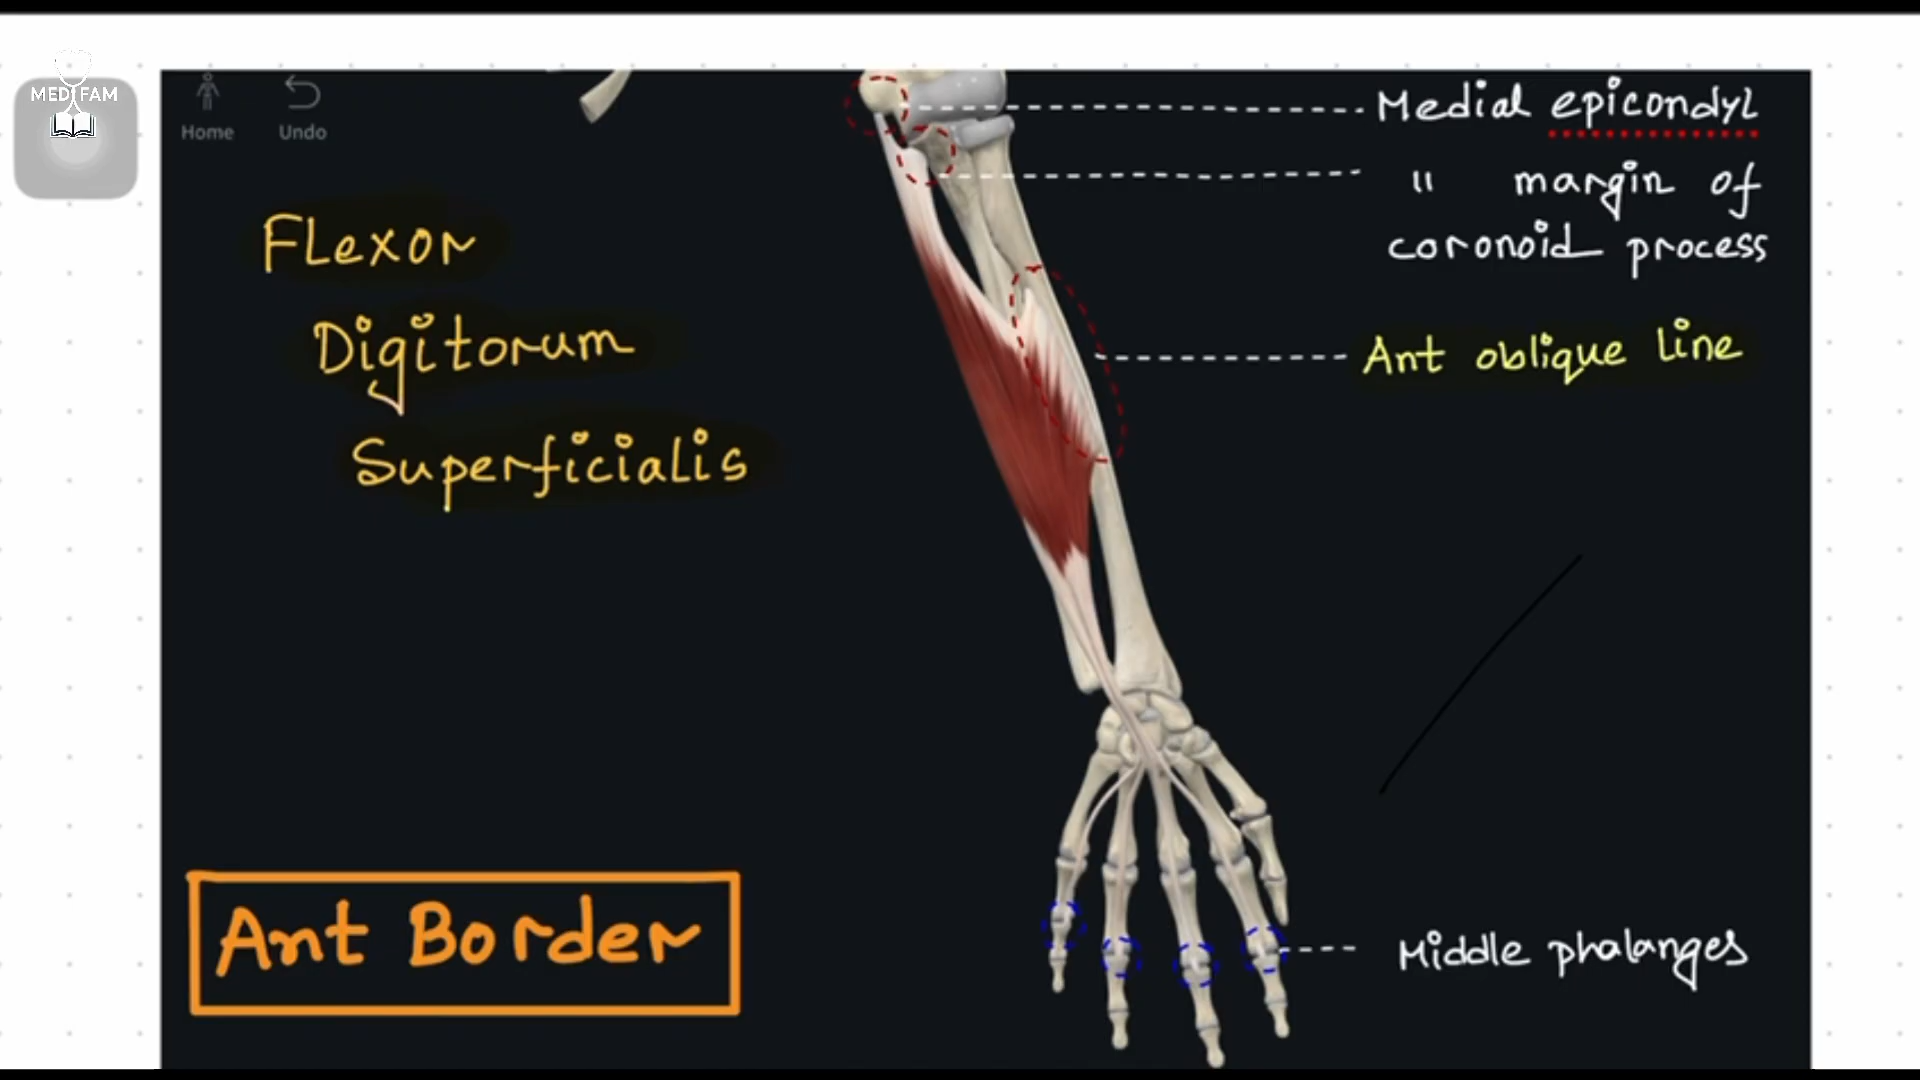 MEDIFAM
Home Undo
Medial epicondyl
" margin of
coronoid process
Flexor
Digitorum
Superficialis
Ant oblique line
Ant Border
Middle phalanges